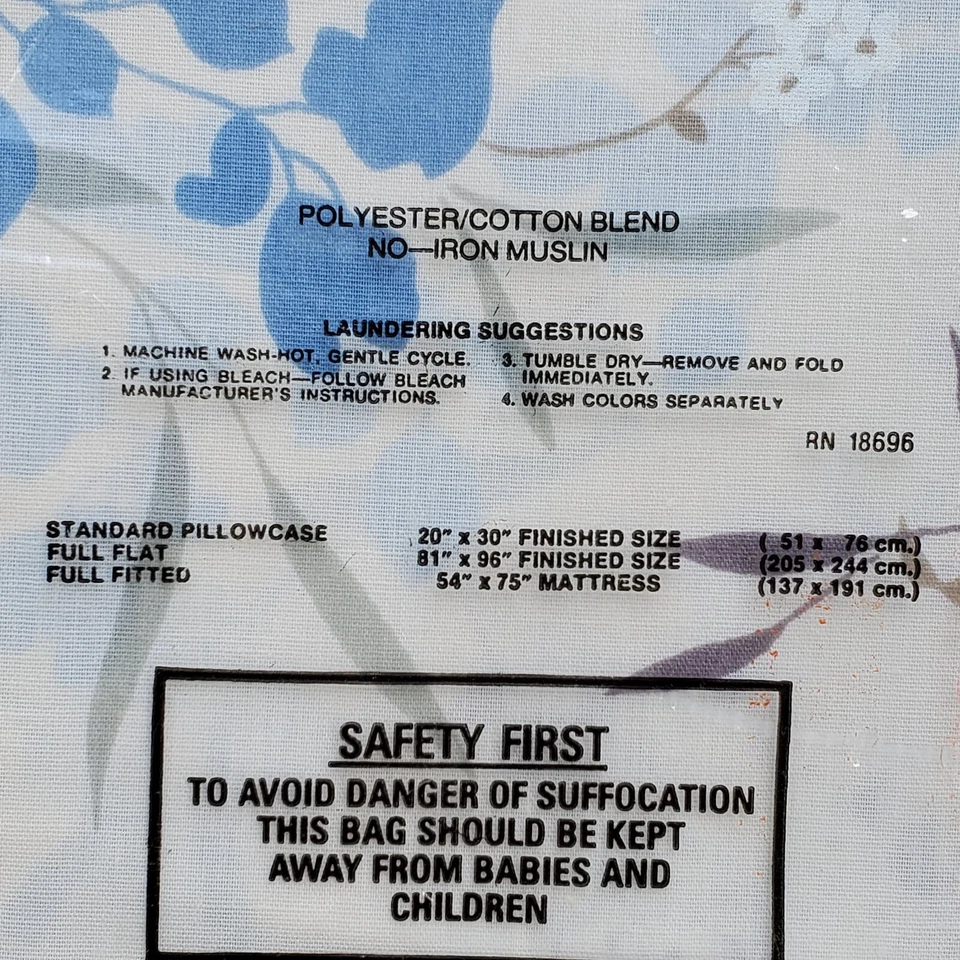 POLYESTER/COTTON BLEND
NO—IRON MUSLIN
LAUNDERING SUGGESTIONS
1. MACHINE WASH-HOT, GENTLE CYCLE.
2. IF USING BLEACH—FOLLOW BLEACH
MANUFACTURER'S INSTRUCTIONS.
3. TUMBLE DRY—REMOVE AND FOLD
IMMEDIATELY.
4. WASH COLORS SEPARATELY
RN 18696
STANDARD PILLOWCASE 20" x 30" FINISHED SIZE ( 51 x 76 cm.)
FULL FLAT 81" x 96" FINISHED SIZE (205 x 244 cm.)
FULL FITTED 54" x 75" MATTRESS (137 x 191 cm.)
SAFETY FIRST
TO AVOID DANGER OF SUFFOCATION
THIS BAG SHOULD BE KEPT
AWAY FROM BABIES AND
CHILDREN